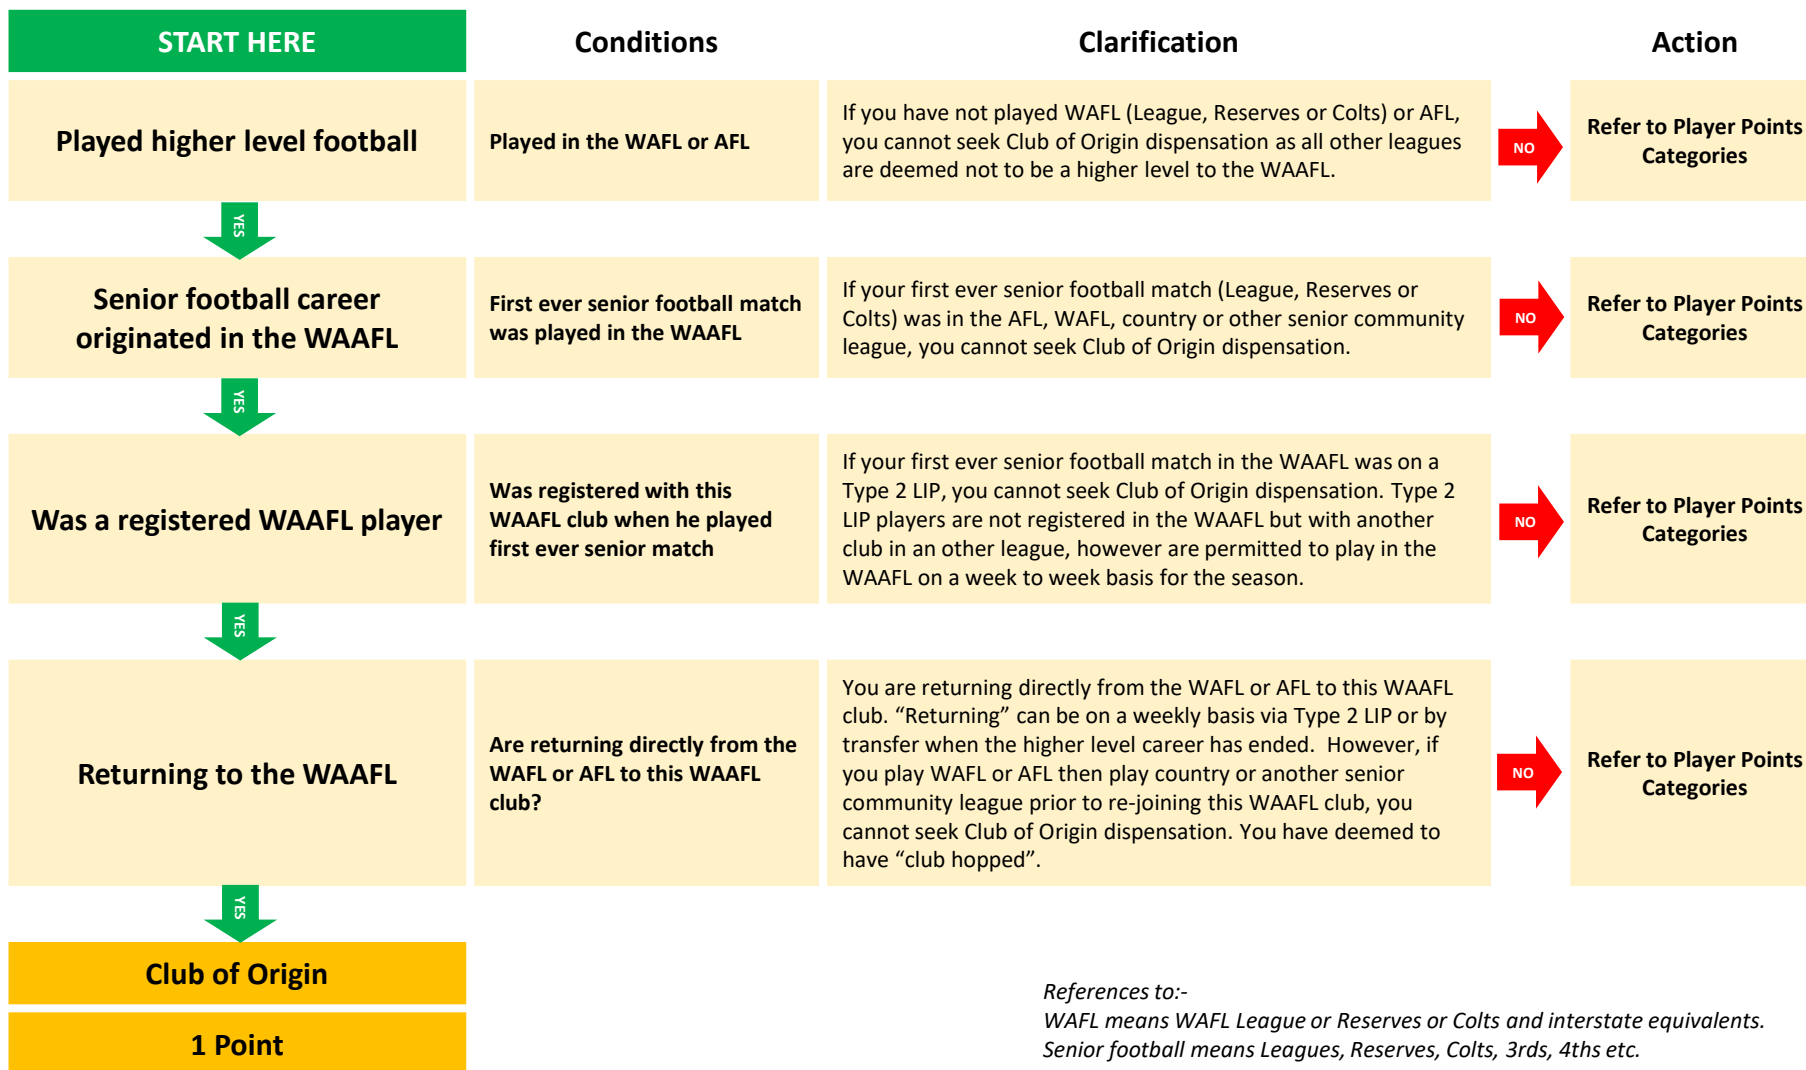 START HERE
Conditions
Clarification
Action
Played higher level football
Played in the WAFL or AFL
If you have not played WAFL (League, Reserves or Colts) or AFL,
you cannot seek Club of Origin dispensation as all other leagues
are deemed not to be a higher level to the WAAFL.
NO
Refer to Player Points
Categories
YES
Senior football career
originated in the WAAFL
First ever senior football match
was played in the WAAFL
If your first ever senior football match (League, Reserves or
Colts) was in the AFL, WAFL, country or other senior community
league, you cannot seek Club of Origin dispensation.
NO
Refer to Player Points
Categories
YES
Was a registered WAAFL player
Was registered with this
WAAFL club when he played
first ever senior match
If your first ever senior football match in the WAAFL was on a
Type 2 LIP, you cannot seek Club of Origin dispensation. Type 2
LIP players are not registered in the WAAFL but with another
club in an other league, however are permitted to play in the
WAAFL on a week to week basis for the season.
NO
Refer to Player Points
Categories
YES
Returning to the WAAFL
Are returning directly from the
WAFL or AFL to this WAAFL
club?
You are returning directly from the WAFL or AFL to this WAAFL
club. “Returning” can be on a weekly basis via Type 2 LIP or by
transfer when the higher level career has ended. However, if
you play WAFL or AFL then play country or another senior
community league prior to re-joining this WAAFL club, you
cannot seek Club of Origin dispensation. You have deemed to
have “club hopped”.
NO
Refer to Player Points
Categories
YES
Club of Origin
1 Point
References to:-
WAFL means WAFL League or Reserves or Colts and interstate equivalents.
Senior football means Leagues, Reserves, Colts, 3rds, 4ths etc.